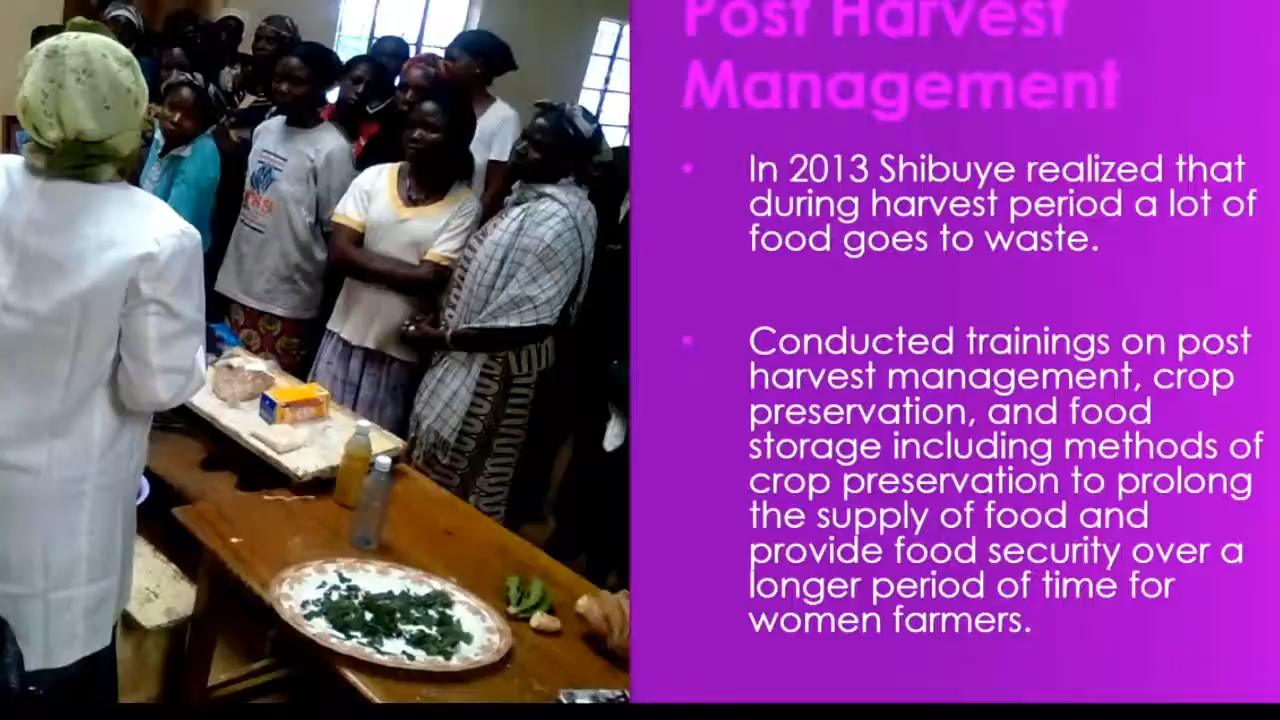 Post Harvest
Management
• In 2013 Shibuye realized that
during harvest period a lot of
food goes to waste.
• Conducted trainings on post
harvest management, crop
preservation, and food
storage including methods of
crop preservation to prolong
the supply of food and
provide food security over a
longer period of time for
women farmers.